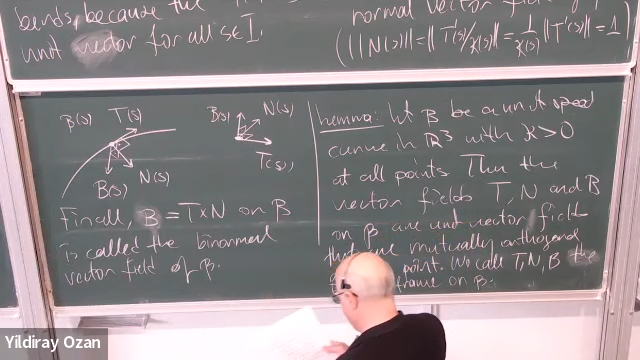 bends, because the
unit vector for all s∈I.
normal vector field
(||N(s)|| = ||T'(s)/κ(s)|| = 1/κ(s) ||T'(s)|| = 1)
β(s) T(s)
N(s)
B(s)
B(s) N(s)
T(s)
Finall, B = T×N on β
is called the binormal
vector field of β.
Lemma: Let β be a unit speed
curve in ℝ³ with κ>0
at all points. Then the
vector fields T, N and B
on β are unit vector field
that are mutually orthogonal
point. We call T, N, B the
frame on β.
Yildiray Ozan